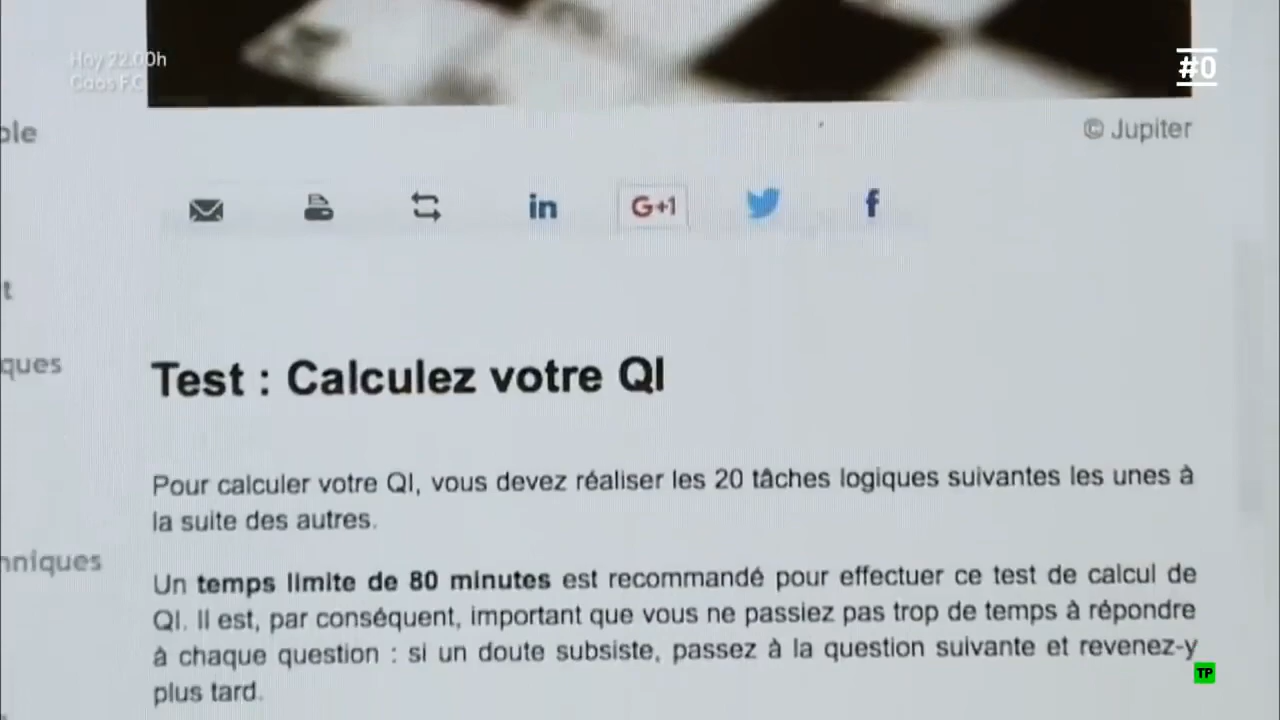 Hoy 22.00h
Caos F.C
#0
© Jupiter
in
G+1
f
Test : Calculez votre QI
Pour calculer votre QI, vous devez réaliser les 20 tâches logiques suivantes les unes à
la suite des autres.
Un temps limite de 80 minutes est recommandé pour effectuer ce test de calcul de
QI. Il est, par conséquent, important que vous ne passiez pas trop de temps à répondre
à chaque question : si un doute subsiste, passez à la question suivante et revenez-y
plus tard.
TP